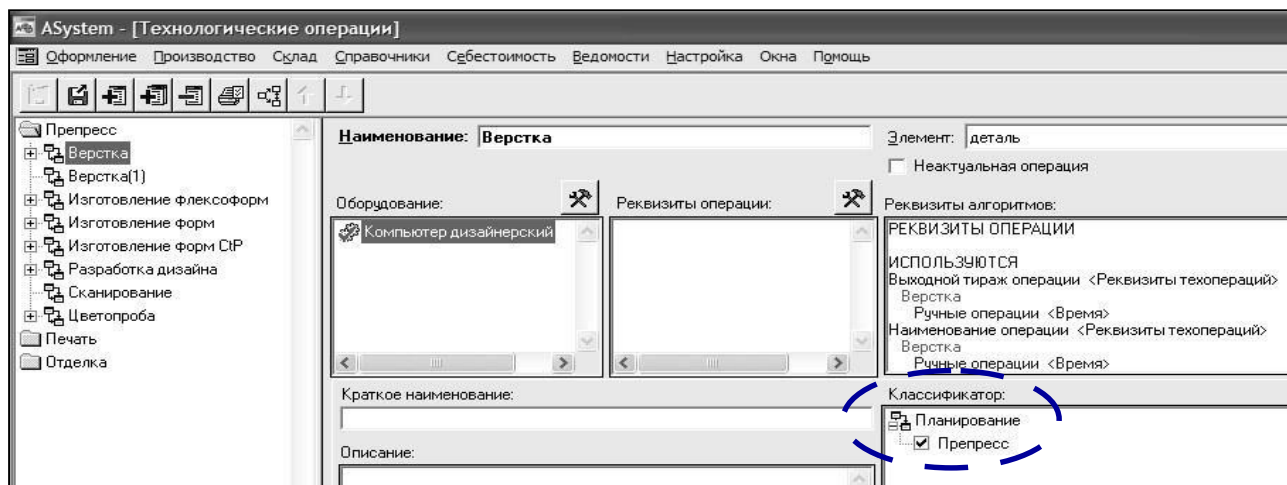 ASystem - [Технологические операции]
Оформление Производство Склад Справочники Себестоимость Ведомости Настройка Окна Помощь
Препресс
Верстка
Верстка(1)
Изготовление флексоформ
Изготовление форм
Изготовление форм CtP
Разработка дизайна
Сканирование
Цветопроба
Печать
Отделка
Наименование: Верстка
Элемент: деталь
Неактуальная операция
Оборудование:
Компьютер дизайнерский
Реквизиты операции:
Реквизиты алгоритмов:
РЕКВИЗИТЫ ОПЕРАЦИИ
ИСПОЛЬЗУЮТСЯ
Выходной тираж операции <Реквизиты техопераций>
Верстка
Ручные операции <Время>
Наименование операции <Реквизиты техопераций>
Верстка
Ручные операции <Время>
Краткое наименование:
Описание:
Классификатор:
Планирование
Препресс